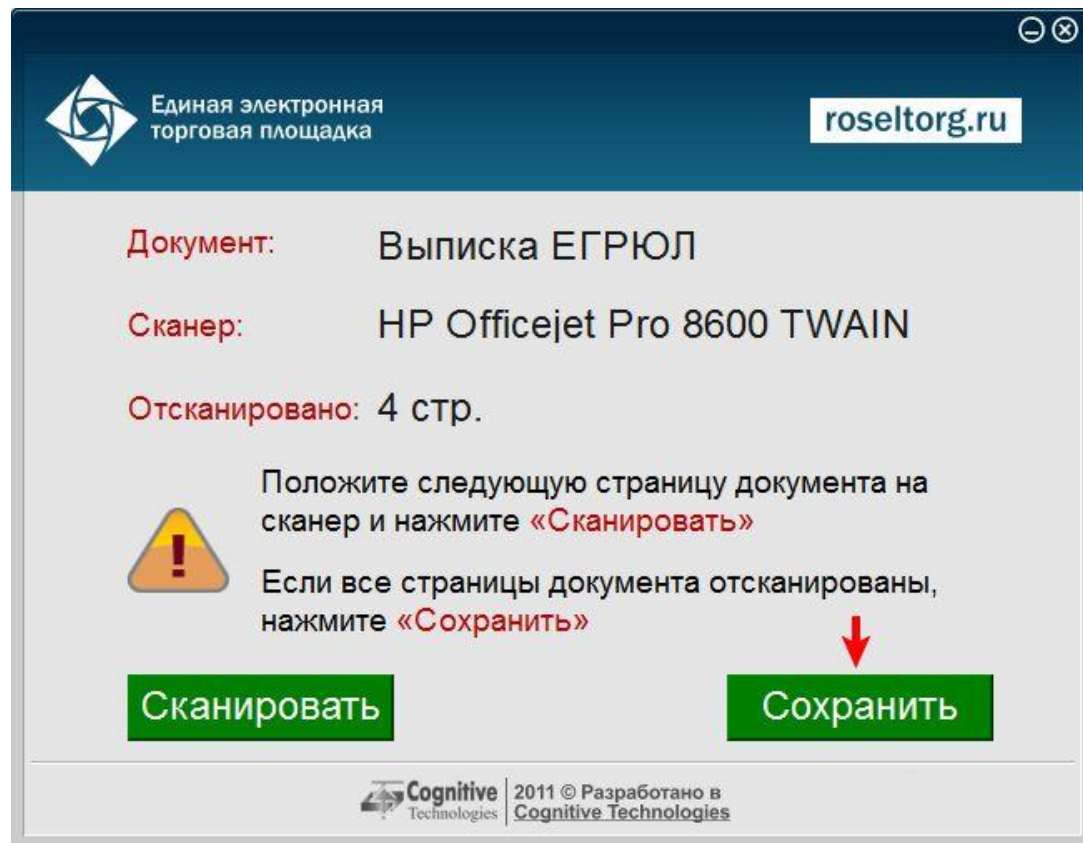 Единая электронная
торговая площадка
roseltorg.ru
Документ: Выписка ЕГРЮЛ
Сканер: HP Officejet Pro 8600 TWAIN
Отсканировано: 4 стр.
Положите следующую страницу документа на
сканер и нажмите «Сканировать»
Если все страницы документа отсканированы,
нажмите «Сохранить»
Сканировать
Сохранить
Cognitive
Technologies
2011 © Разработано в
Cognitive Technologies